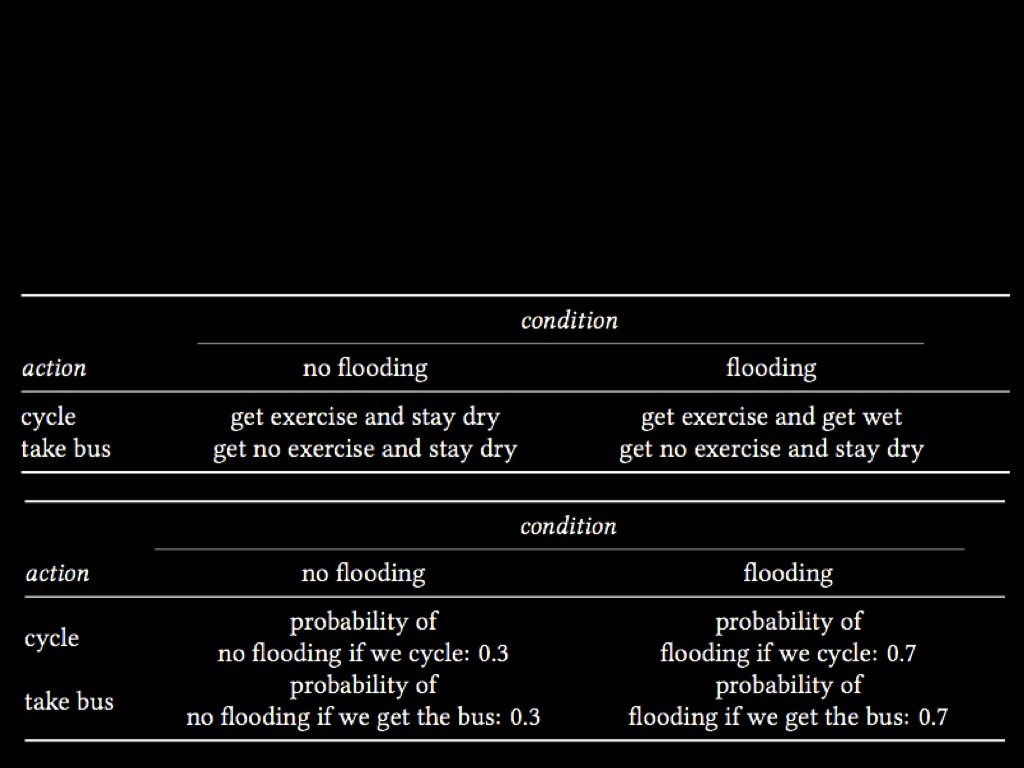 condition
action no flooding flooding
cycle get exercise and stay dry get exercise and get wet
take bus get no exercise and stay dry get no exercise and stay dry
condition
action no flooding flooding
cycle probability of no flooding if we cycle: 0.3 probability of flooding if we cycle: 0.7
take bus probability of no flooding if we get the bus: 0.3 probability of flooding if we get the bus: 0.7